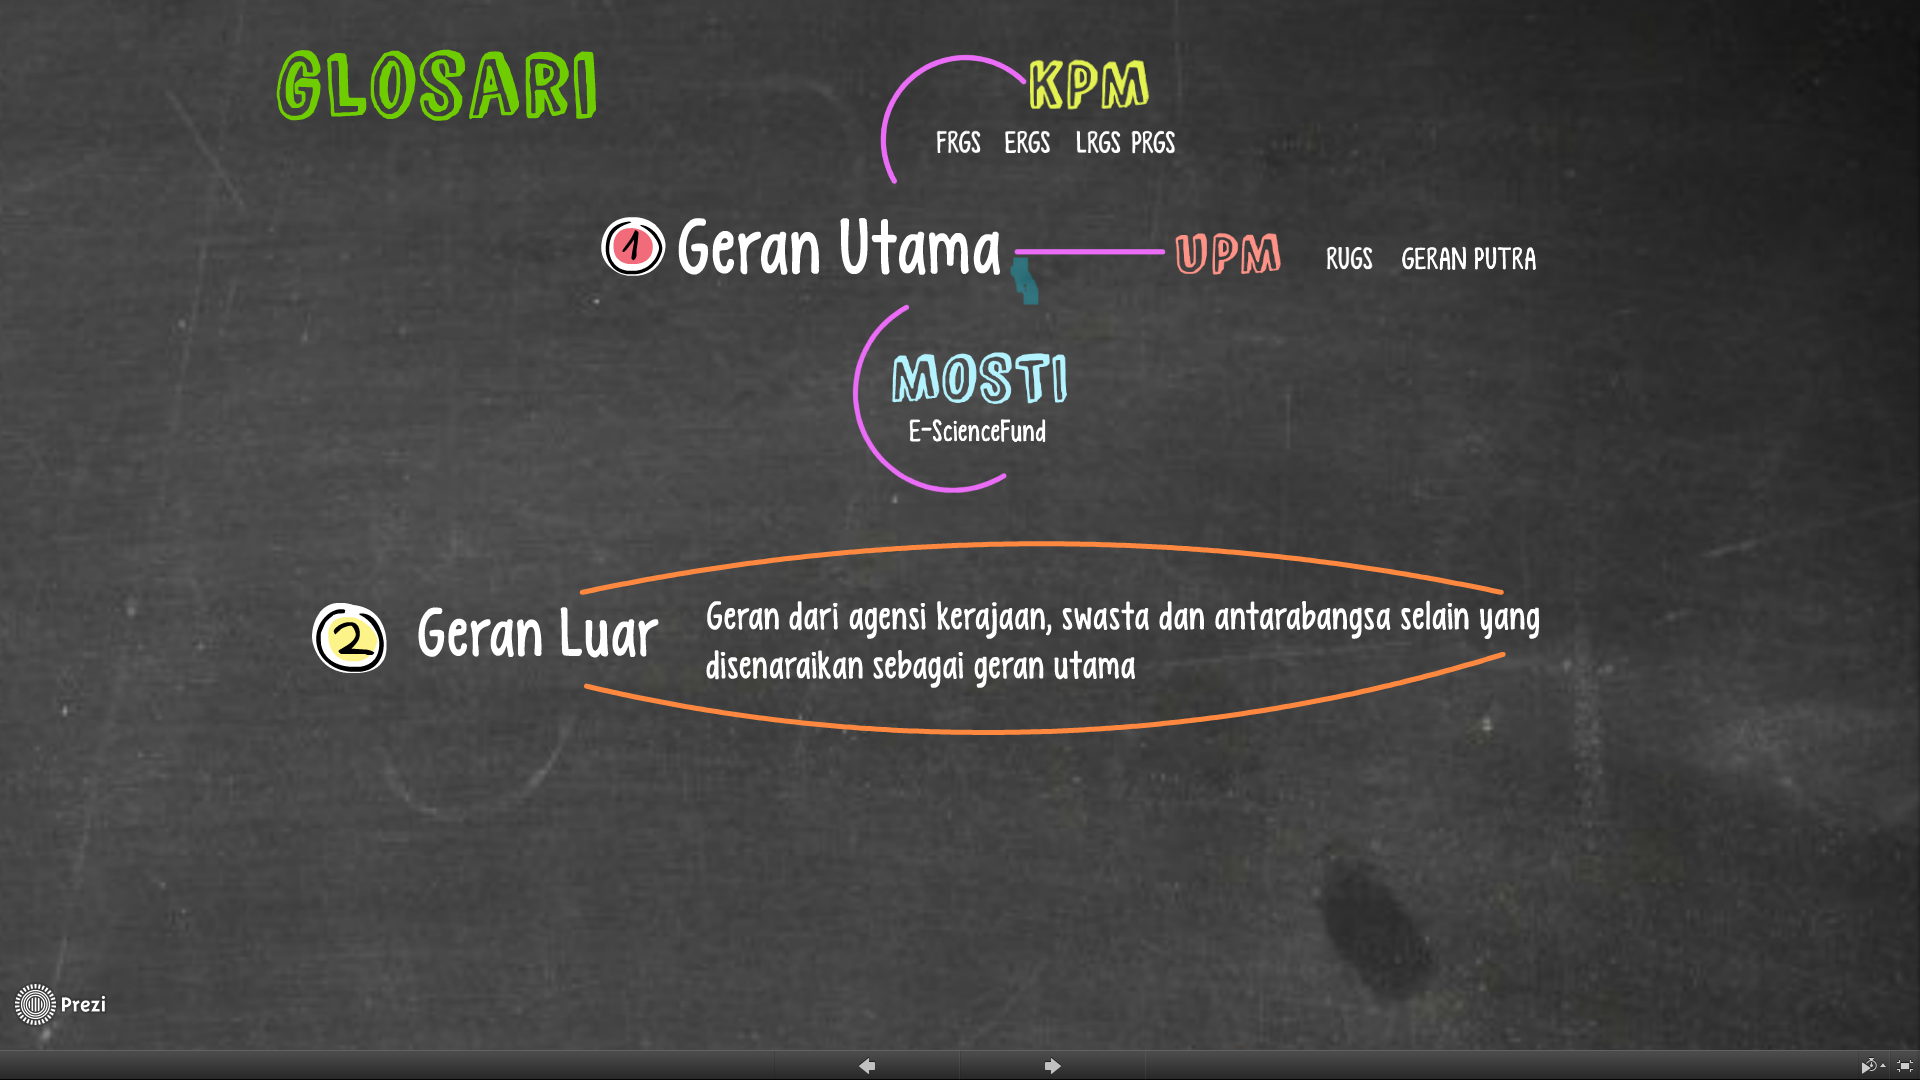 GLOSARI
KPM
FRGS ERGS LRGS PRGS
1 Geran Utama
UPM RUGS GERAN PUTRA
MOSTI
E-ScienceFund
2 Geran Luar
Geran dari agensi kerajaan, swasta dan antarabangsa selain yang
disenaraikan sebagai geran utama
Prezi